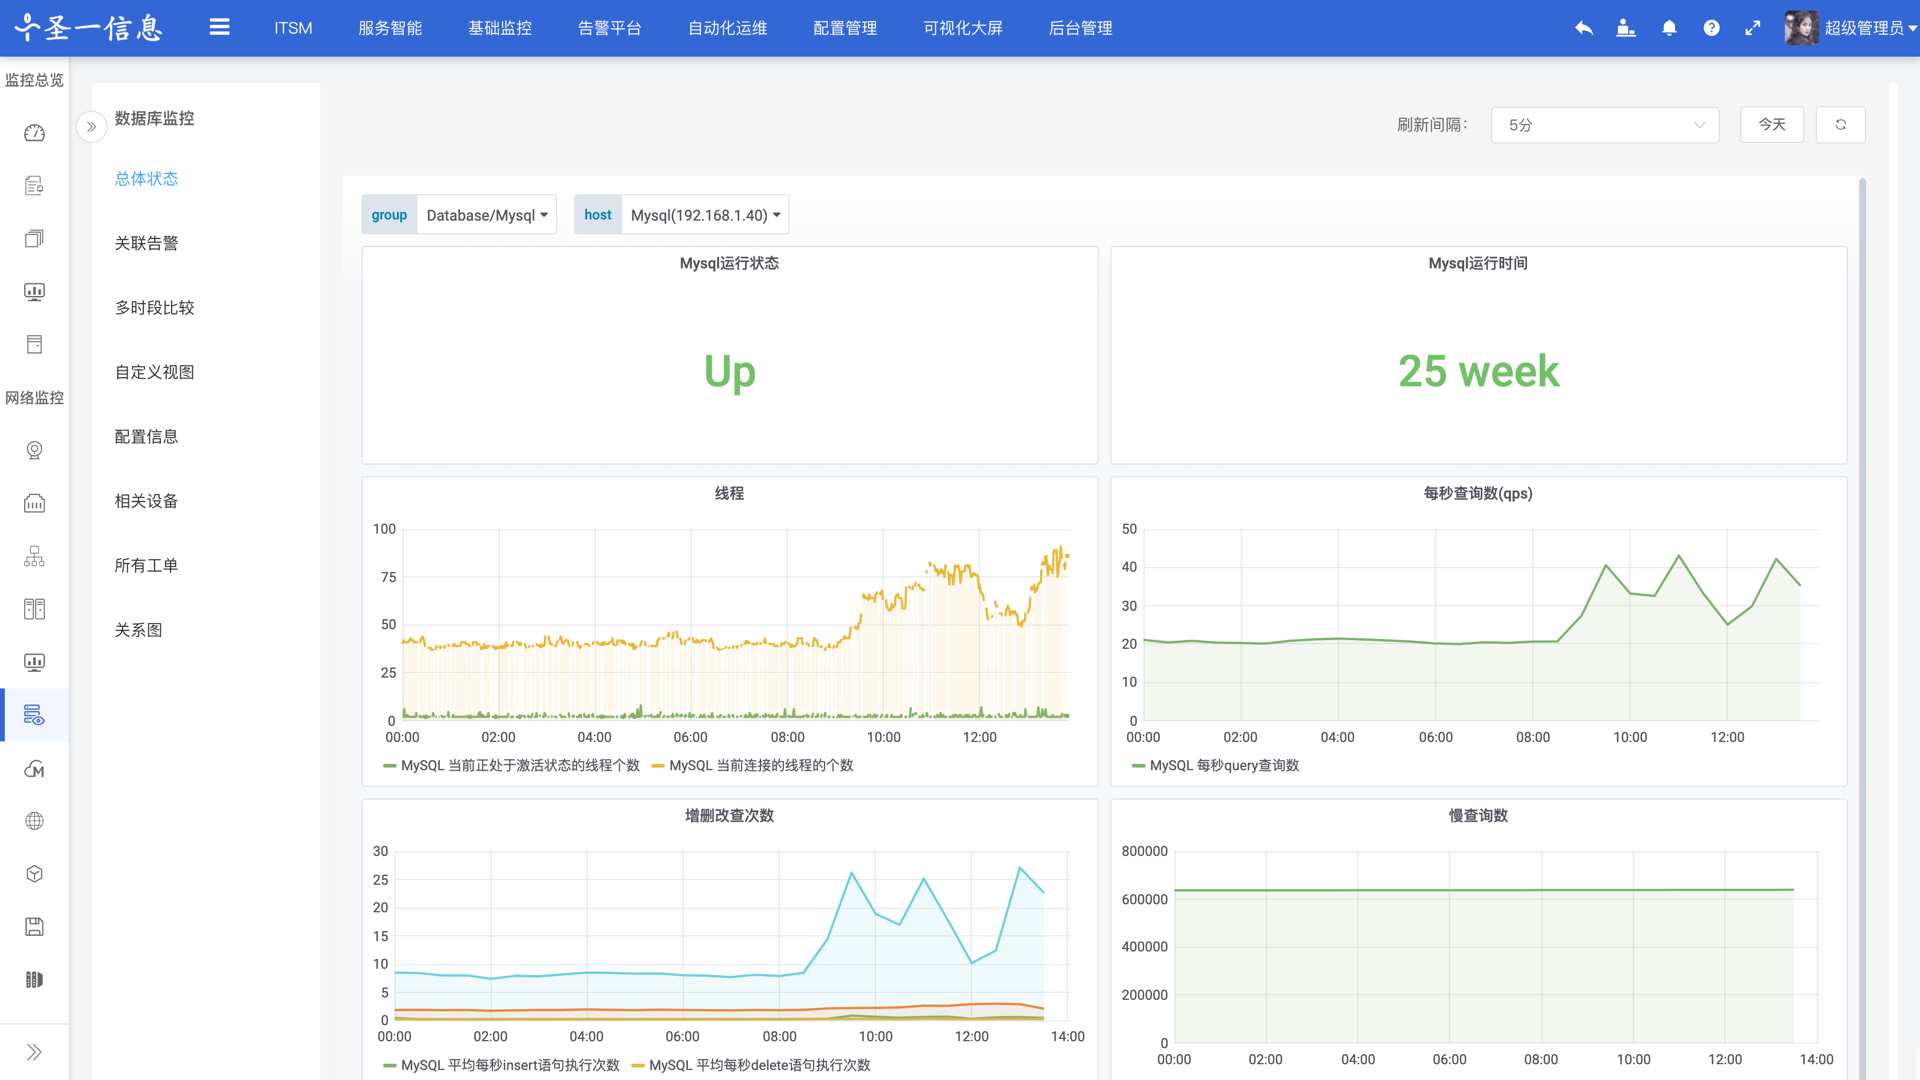 圣一信息
ITSM
服务智能
基础监控
告警平台
自动化运维
配置管理
可视化大屏
后台管理
超级管理员
监控总览
网络监控
数据库监控
总体状态
关联告警
多时段比较
自定义视图
配置信息
相关设备
所有工单
关系图
刷新间隔：
5分
今天
group
Database/Mysql
host
Mysql(192.168.1.40)
Mysql运行状态
Up
Mysql运行时间
25 week
线程
100
75
50
25
0
00:00 02:00 04:00 06:00 08:00 10:00 12:00
MySQL 当前正处于激活状态的线程个数 MySQL 当前连接的线程的个数
每秒查询数(qps)
50
40
30
20
10
0
00:00 02:00 04:00 06:00 08:00 10:00 12:00
MySQL 每秒query查询数
增删改查次数
30
25
20
15
10
5
0
00:00 02:00 04:00 06:00 08:00 10:00 12:00 14:00
MySQL 平均每秒insert语句执行次数 MySQL 平均每秒delete语句执行次数
慢查询数
800000
600000
400000
200000
0
00:00 02:00 04:00 06:00 08:00 10:00 12:00 14:00